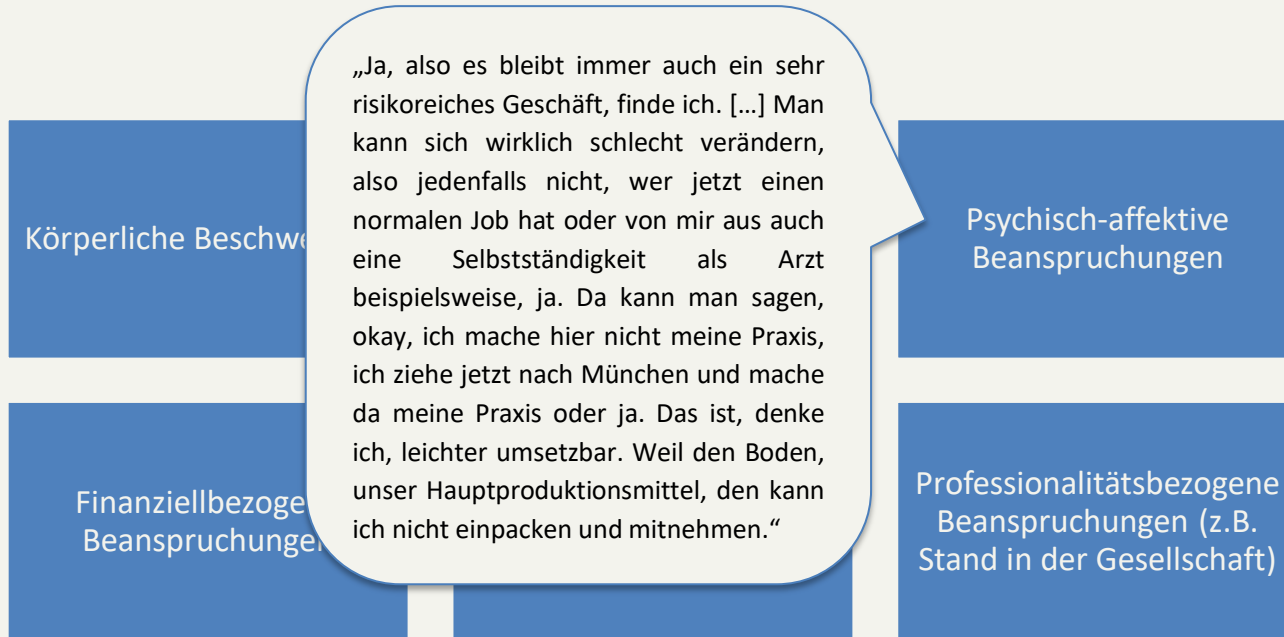 „Ja, also es bleibt immer auch ein sehr
risikoreiches Geschäft, finde ich. […] Man
kann sich wirklich schlecht verändern,
also jedenfalls nicht, wer jetzt einen
normalen Job hat oder von mir aus auch
eine Selbstständigkeit als Arzt
beispielsweise, ja. Da kann man sagen,
okay, ich mache hier nicht meine Praxis,
ich ziehe jetzt nach München und mache
da meine Praxis oder ja. Das ist, denke
ich, leichter umsetzbar. Weil den Boden,
unser Hauptproduktionsmittel, den kann
ich nicht einpacken und mitnehmen.“
Körperliche
Psychisch-affektive
Beanspruchungen
Professionalitätsbezogene
Beanspruchungen (z.B.
Stand in der Gesellschaft)